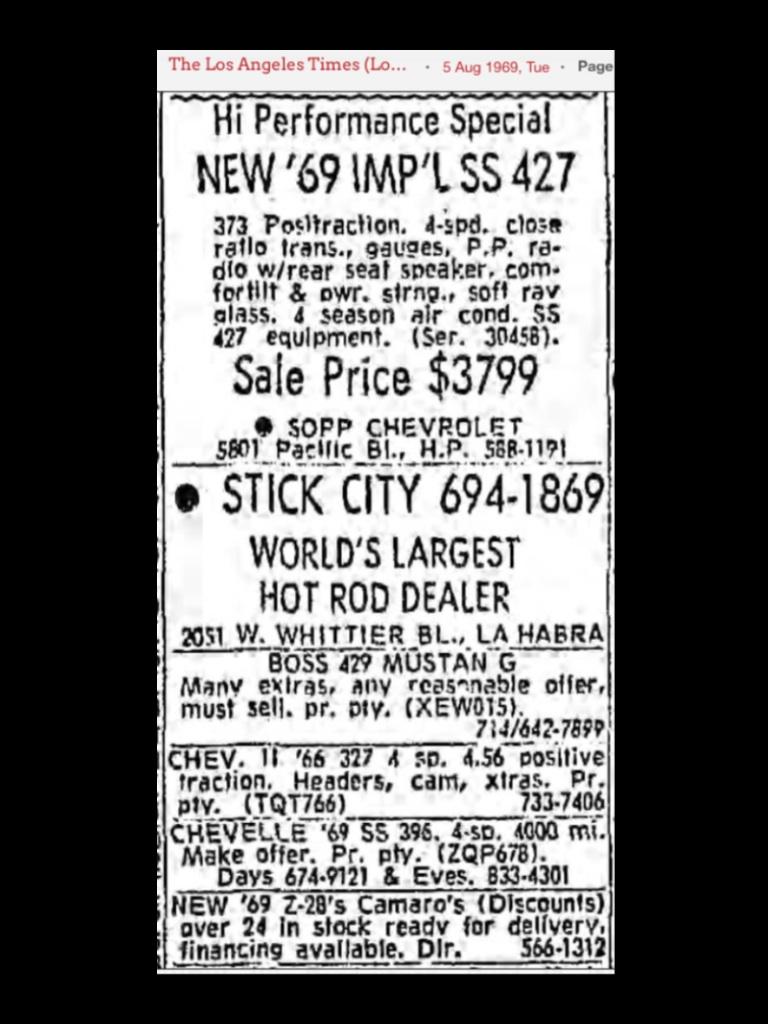 The Los Angeles Times (Lo... · 5 Aug 1969, Tue · Page
Hi Performance Special
NEW '69 IMP'L SS 427
373 Positraction. 4-spd. close
ratio trans., gauges, P.P. ra-
dio w/rear seat speaker, com-
fortilt & pwr. strng., soft ray
glass. 4 season air cond. SS
427 equipment. (Ser. 30458).
Sale Price $3799
● SOPP CHEVROLET
5801 Pacific Bl., H.P. 588-1191
● STICK CITY 694-1869
WORLD'S LARGEST
HOT ROD DEALER
2051 W. WHITTIER BL., LA HABRA
BOSS 429 MUSTAN G
Many extras, any reasonable offer,
must sell. pr. pty. (XEW015).
714/642-7899
CHEV. II '66 327 4 sp. 4.56 positive
traction. Headers, cam, xtras. Pr.
pty. (TQT766) 733-7406
CHEVELLE '69 SS 396. 4-sp. 4000 mi.
Make offer. Pr. pty. (ZQP678).
Days 674-9121 & Eves. 833-4301
NEW '69 Z-28's Camaro's (Discounts)
over 24 in stock ready for delivery,
financing available. Dlr. 566-1312